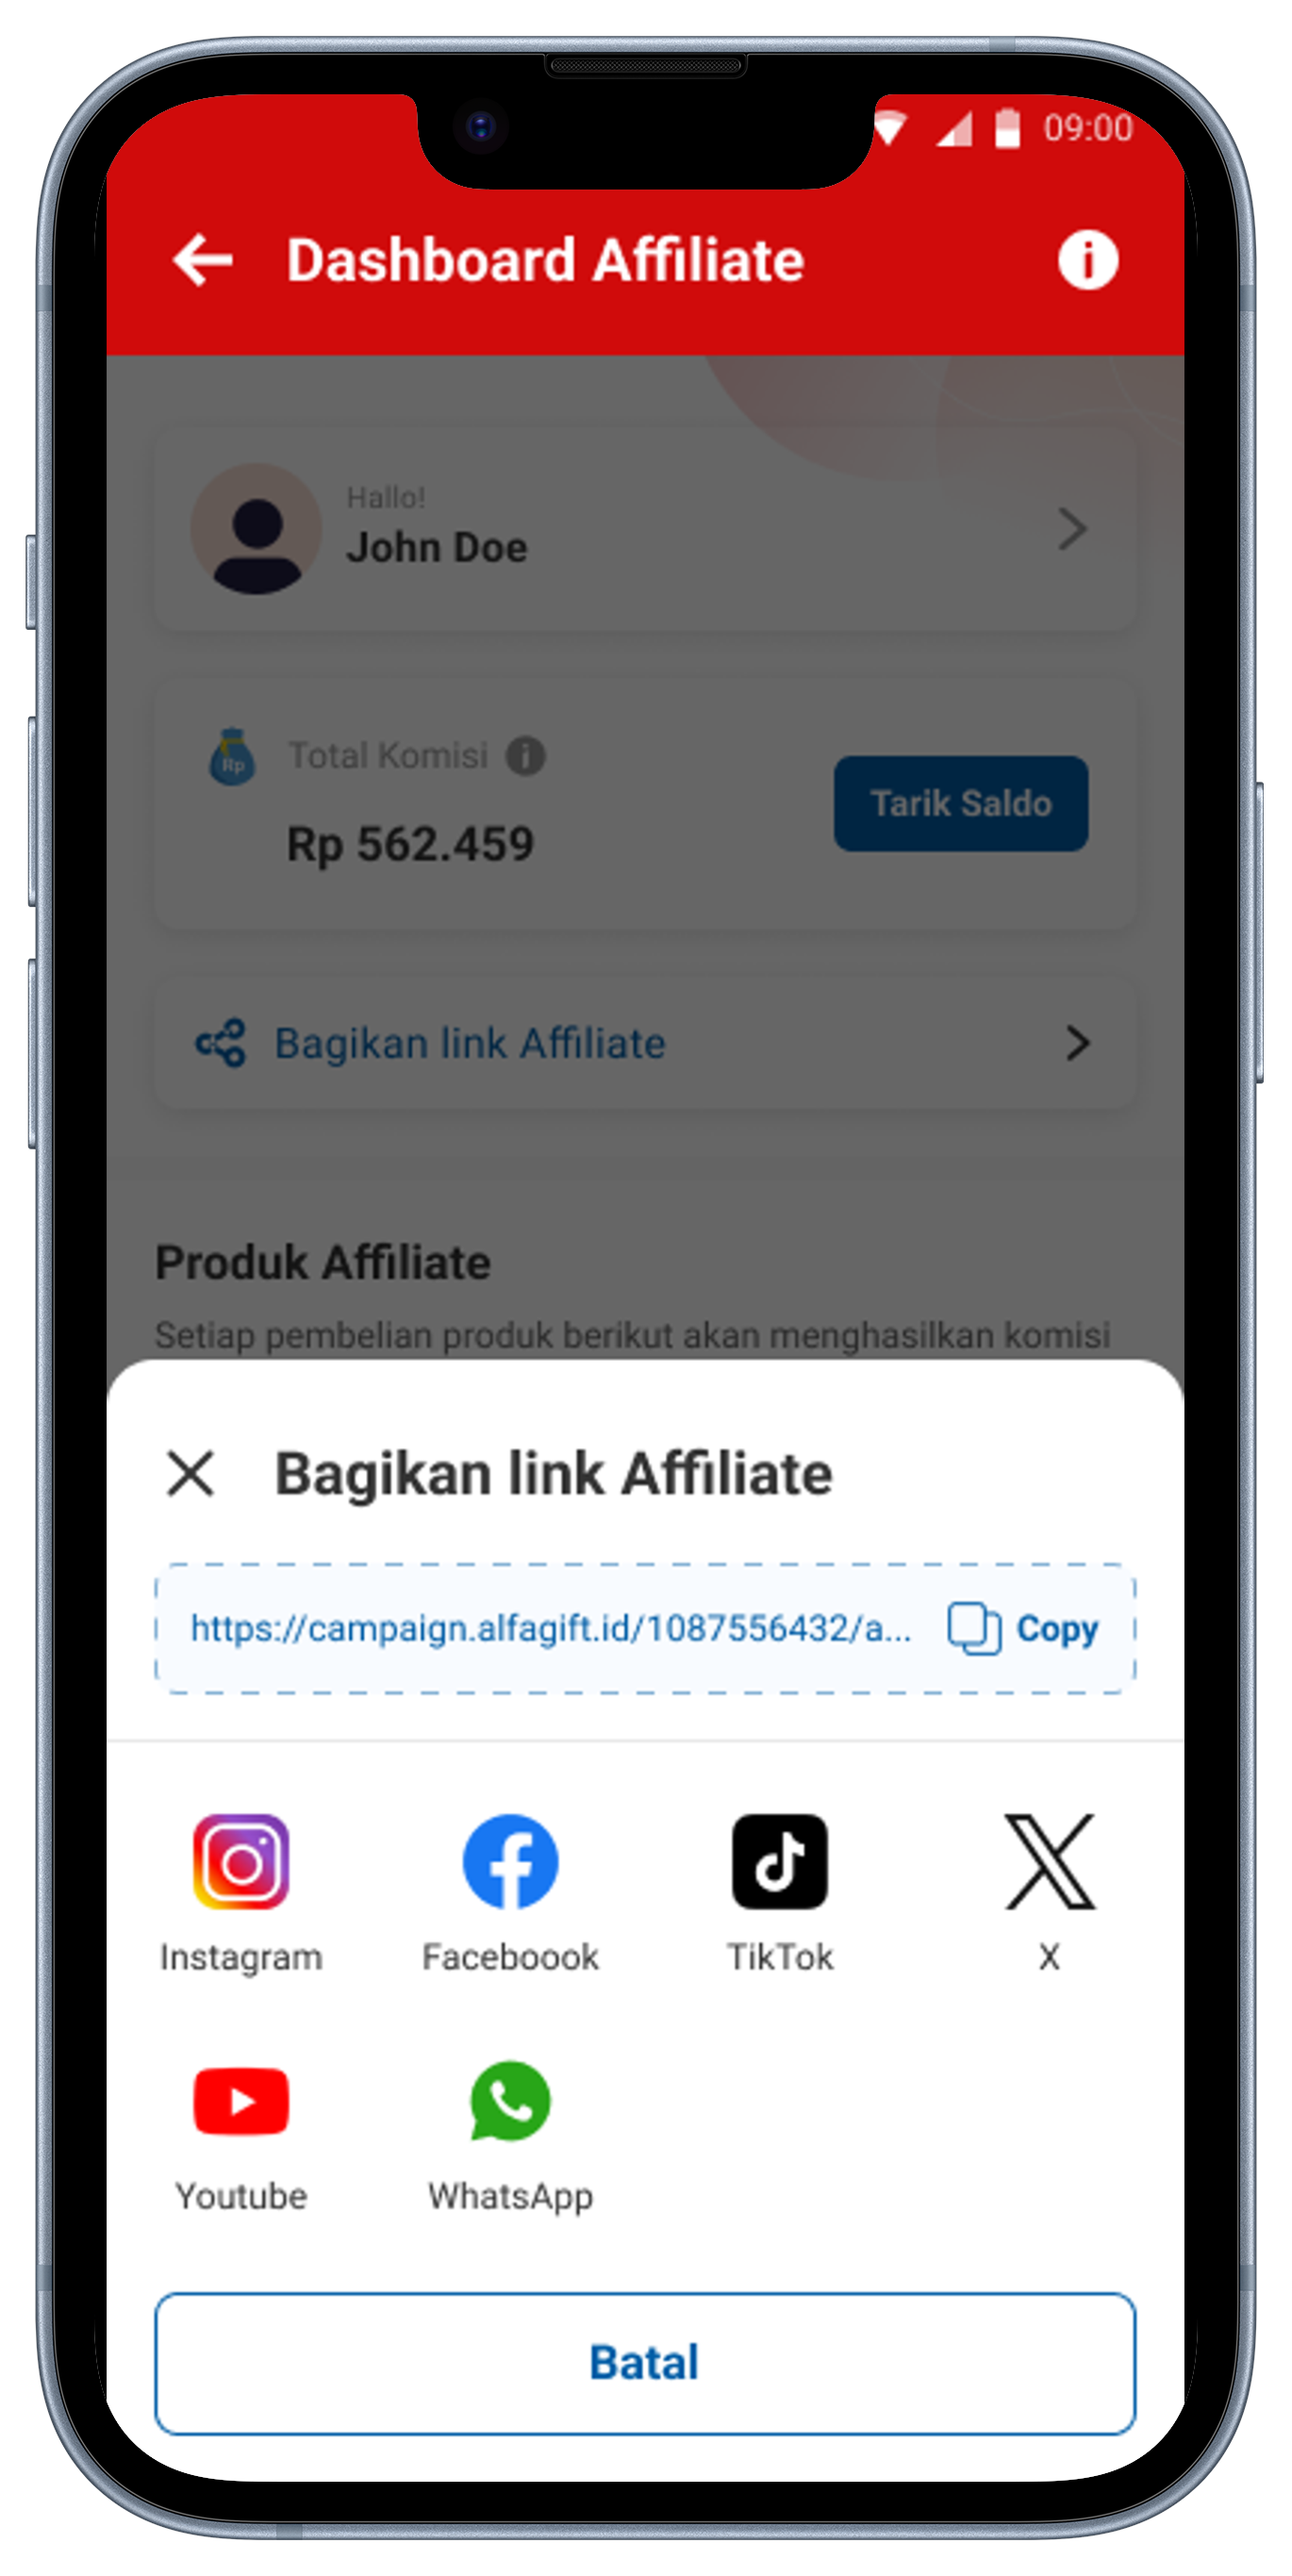 09:00
Dashboard Affiliate
Hallo!
John Doe
Total Komisi
Rp
Rp 562.459
Tarik Saldo
Bagikan link Affiliate
Produk Affiliate
Setiap pembelian produk berikut akan menghasilkan komisi
Bagikan link Affiliate
https://campaign.alfagift.id/1087556432/a... Copy
Instagram Faceboook TikTok X
Youtube WhatsApp
Batal